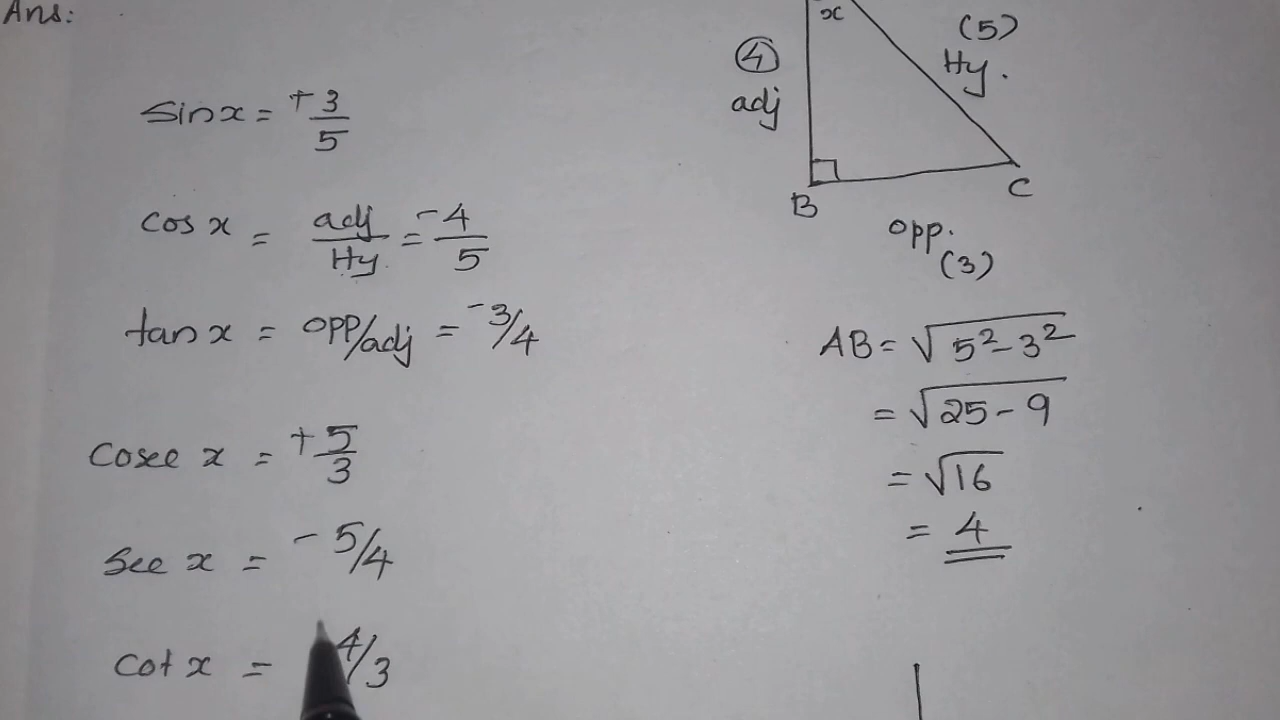 Ans:
sin x = +3/5
cos x = adj/Hy = -4/5
tan x = opp/adj = -3/4
cosec x = +5/3
sec x = -5/4
cot x = 4/3
x
(5)
Hy.
4
adj
B
C
opp.
(3)
AB = √5²-3²
= √25-9
= √16
= 4